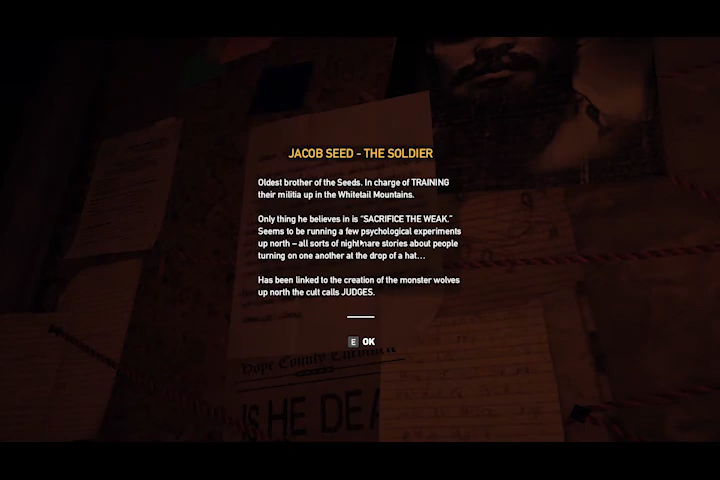 JACOB SEED - THE SOLDIER
Oldest brother of the Seeds. In charge of TRAINING
their militia up in the Whitetail Mountains.
Only thing he believes in is “SACRIFICE THE WEAK.”
Seems to be running a few psychological experiments
up north – all sorts of nightmare stories about people
turning on one another at the drop of a hat…
Has been linked to the creation of the monster wolves
up north the cult calls JUDGES.
E OK
Hope County
IS HE DEA